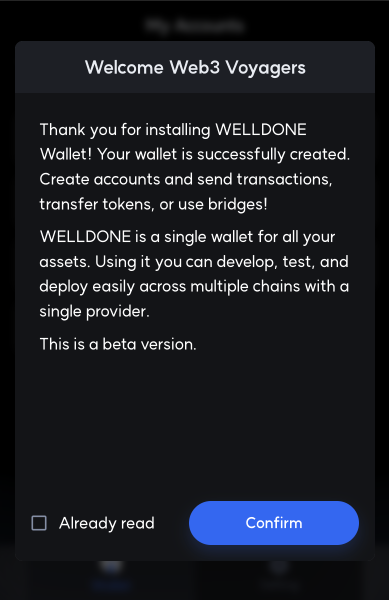 My Accounts
Welcome Web3 Voyagers
Thank you for installing WELLDONE
Wallet! Your wallet is successfully created.
Create accounts and send transactions,
transfer tokens, or use bridges!
WELLDONE is a single wallet for all your
assets. Using it you can develop, test, and
deploy easily across multiple chains with a
single provider.
This is a beta version.
Already read
Confirm